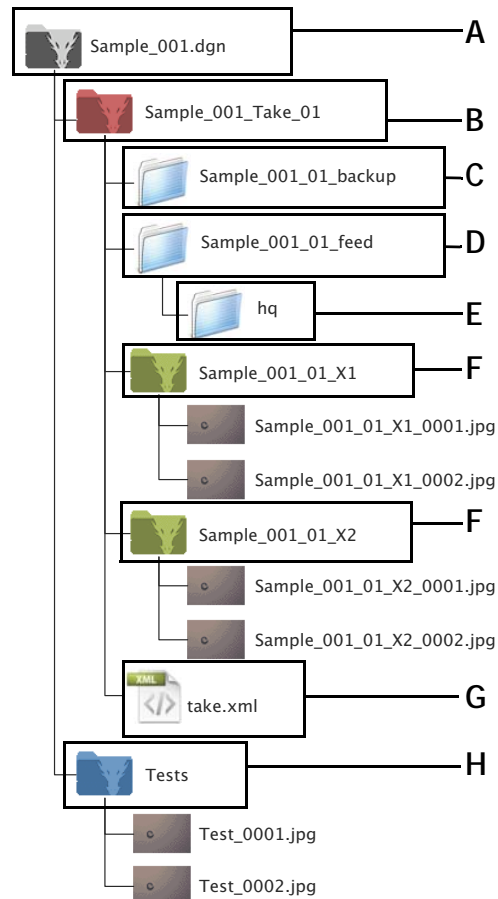 Sample_001.dgn A
Sample_001_Take_01 B
Sample_001_01_backup C
Sample_001_01_feed D
hq E
Sample_001_01_X1 F
Sample_001_01_X1_0001.jpg
Sample_001_01_X1_0002.jpg
Sample_001_01_X2 F
Sample_001_01_X2_0001.jpg
Sample_001_01_X2_0002.jpg
XML
</> take.xml G
Tests H
Test_0001.jpg
Test_0002.jpg